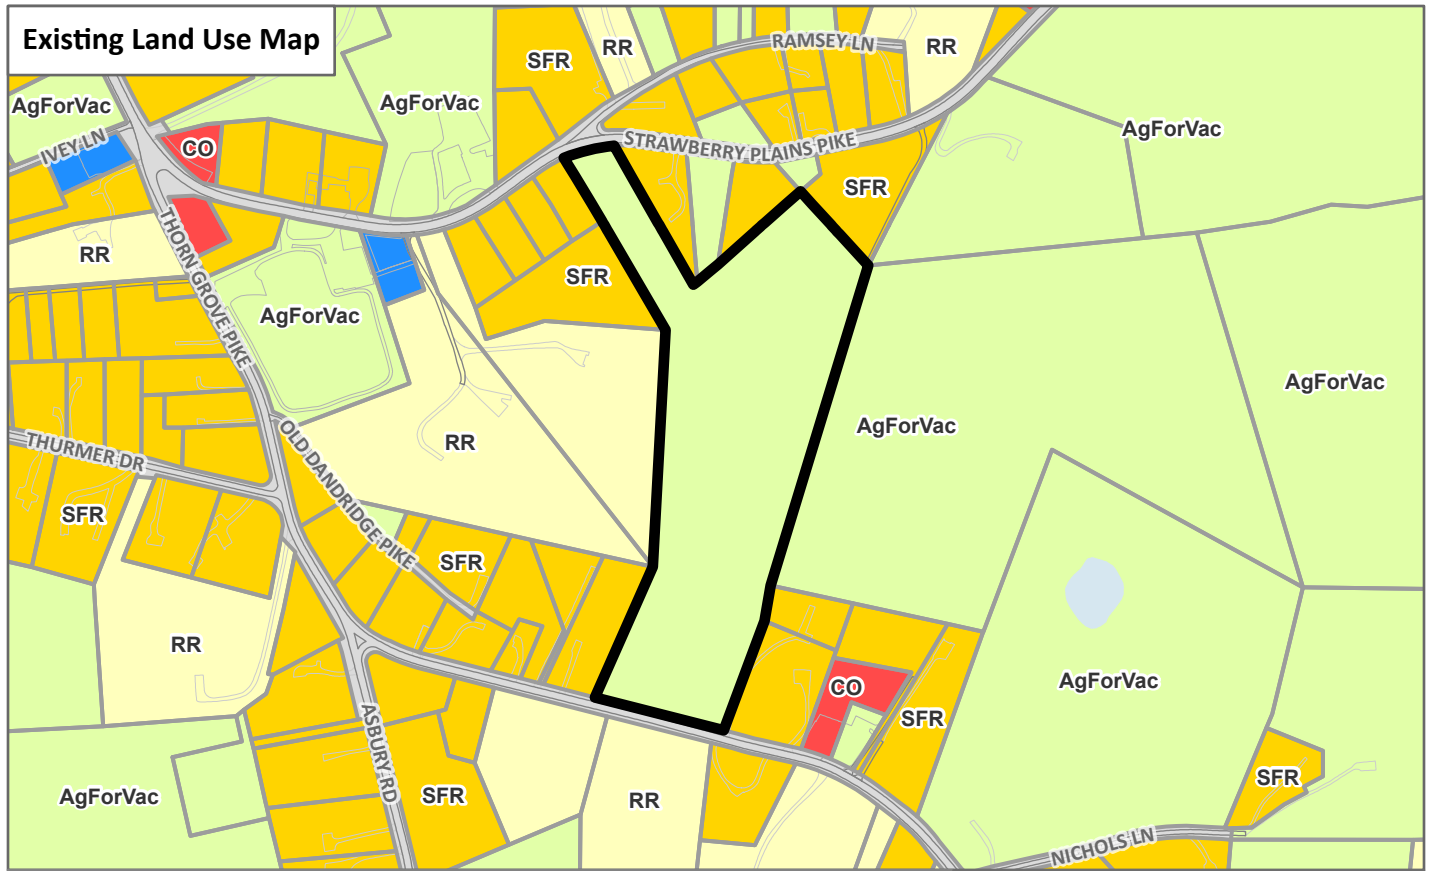 Existing Land Use Map
RAMSEY LN
RR
RR
SFR
AgForVac
AgForVac
AgForVac
IVEY LN
CO
STRAWBERRY PLAINS PIKE
SFR
THORN GROVE PIKE
RR
SFR
AgForVac
AgForVac
AgForVac
RR
OLD DANDRIDGE PIKE
THURMER DR
SFR
SFR
RR
AgForVac
CO
SFR
ASBURY RD
SFR
AgForVac
SFR
RR
NICHOLS LN